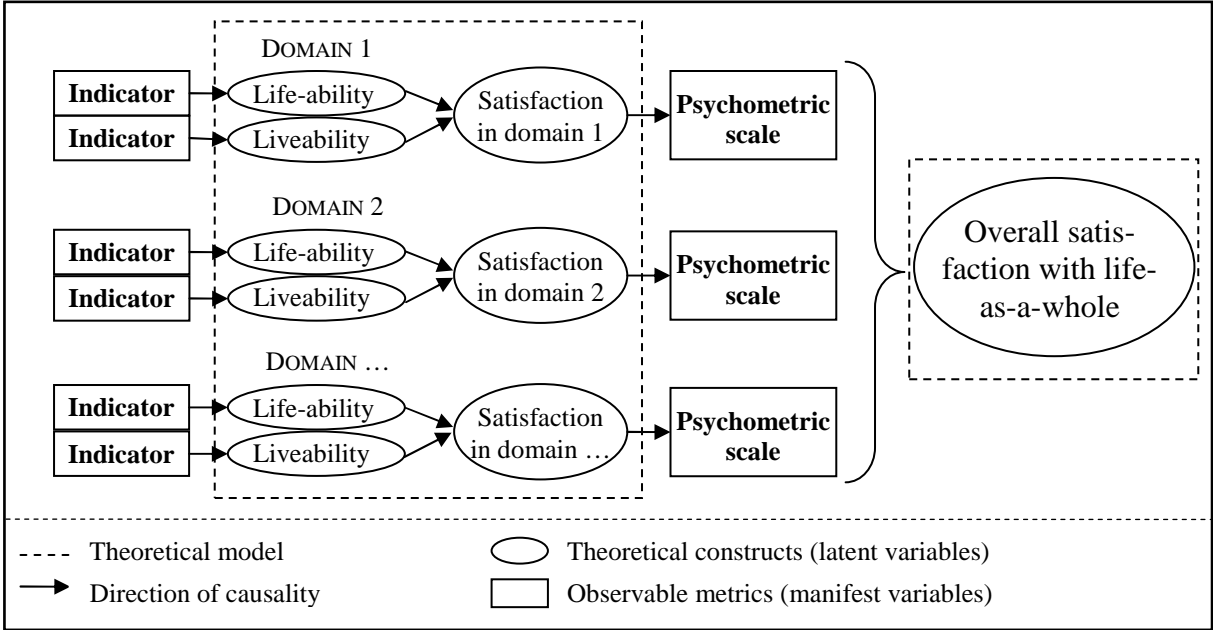 DOMAIN 1
Indicator
Life-ability
Indicator
Liveability
Satisfaction
in domain 1
Psychometric
scale
DOMAIN 2
Indicator
Life-ability
Indicator
Liveability
Satisfaction
in domain 2
Psychometric
scale
DOMAIN …
Indicator
Life-ability
Indicator
Liveability
Satisfaction
in domain …
Psychometric
scale
Overall satis-
faction with life-
as-a-whole
Theoretical model
Theoretical constructs (latent variables)
Direction of causality
Observable metrics (manifest variables)